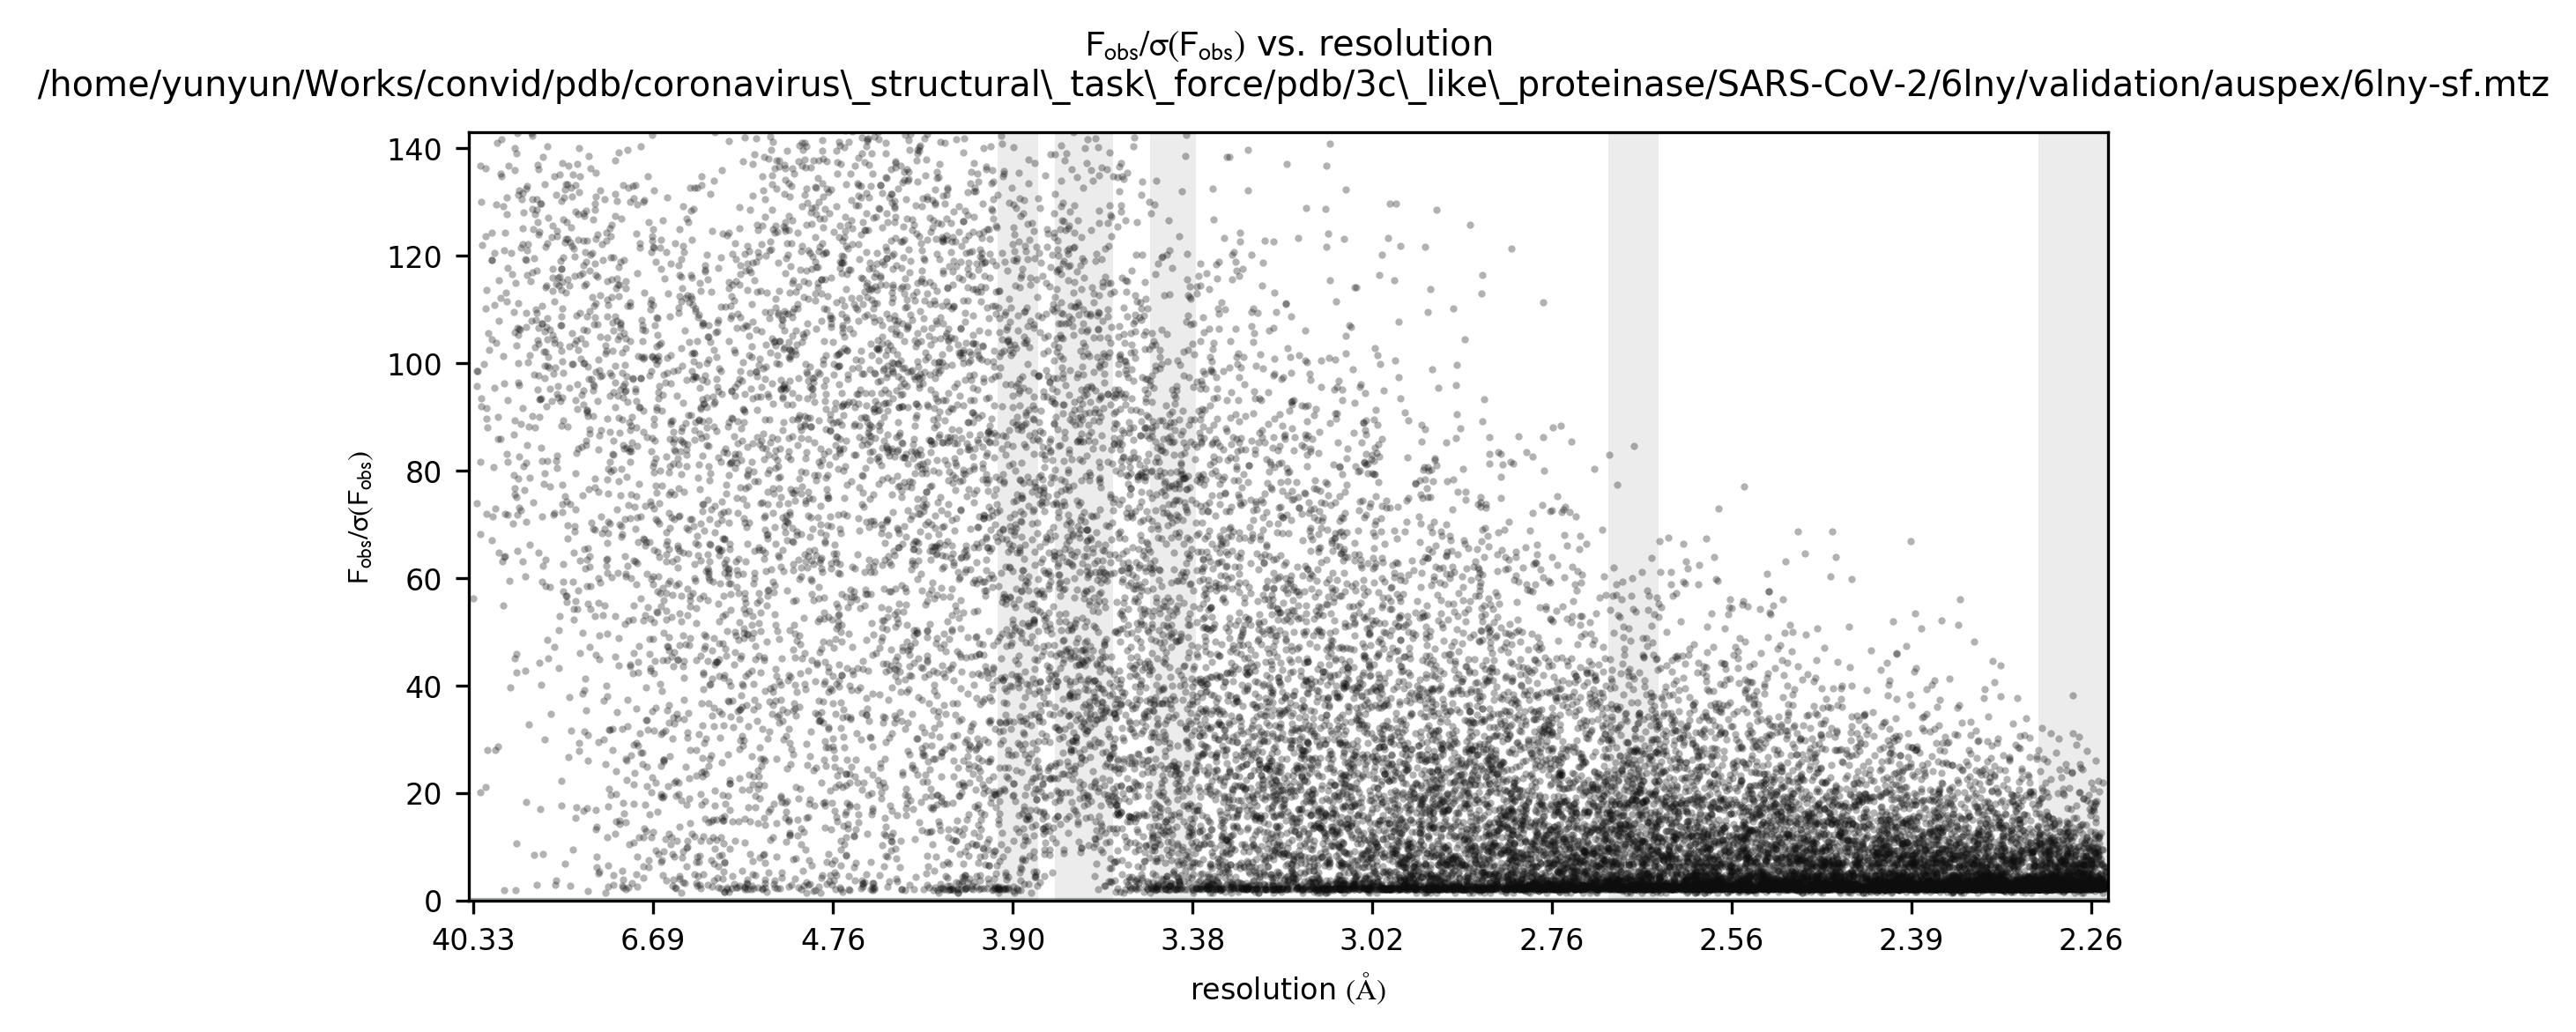 Fobs/σ(Fobs) vs. resolution
/home/yunyun/Works/convid/pdb/coronavirus\_structural\_task\_force/pdb/3c\_like\_proteinase/SARS-CoV-2/6lny/validation/auspex/6lny-sf.mtz
140
120
100
80
60
40
20
0
Fobs/σ(Fobs)
40.33 6.69 4.76 3.90 3.38 3.02 2.76 2.56 2.39 2.26
resolution (Å)